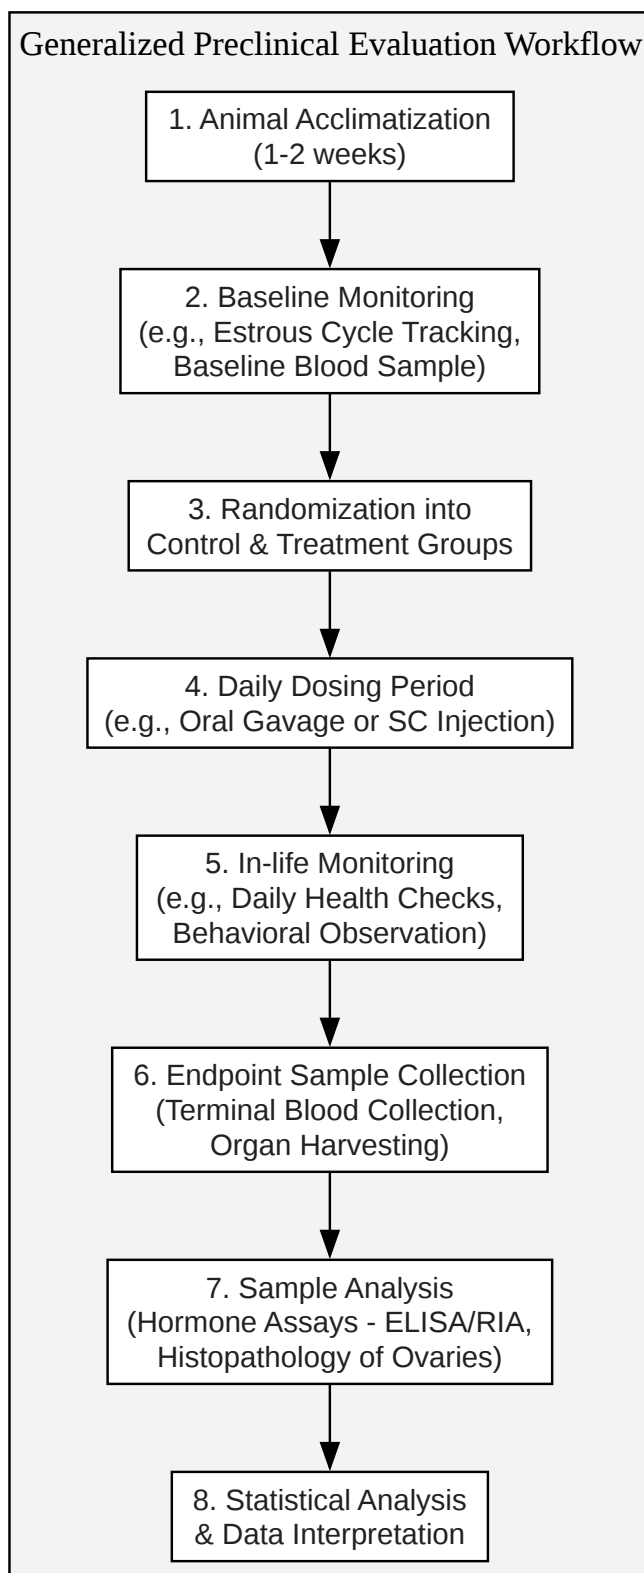 Generalized Preclinical Evaluation Workflow
1. Animal Acclimatization
(1-2 weeks)
2. Baseline Monitoring
(e.g., Estrous Cycle Tracking,
Baseline Blood Sample)
3. Randomization into
Control & Treatment Groups
4. Daily Dosing Period
(e.g., Oral Gavage or SC Injection)
5. In-life Monitoring
(e.g., Daily Health Checks,
Behavioral Observation)
6. Endpoint Sample Collection
(Terminal Blood Collection,
Organ Harvesting)
7. Sample Analysis
(Hormone Assays - ELISA/RIA,
Histopathology of Ovaries)
8. Statistical Analysis
& Data Interpretation